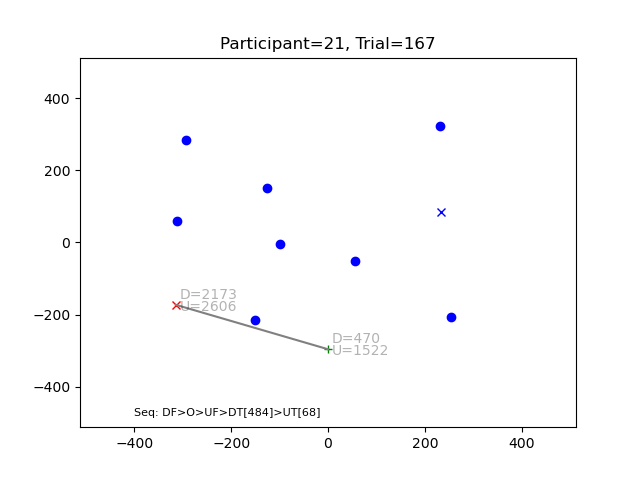 Participant=21, Trial=167
400
200
0
−200
−400
D=2173
U=2606
D=470
U=1522
Seq: DF>O>UF>DT[484]>UT[68]
−400
−200
0
200
400